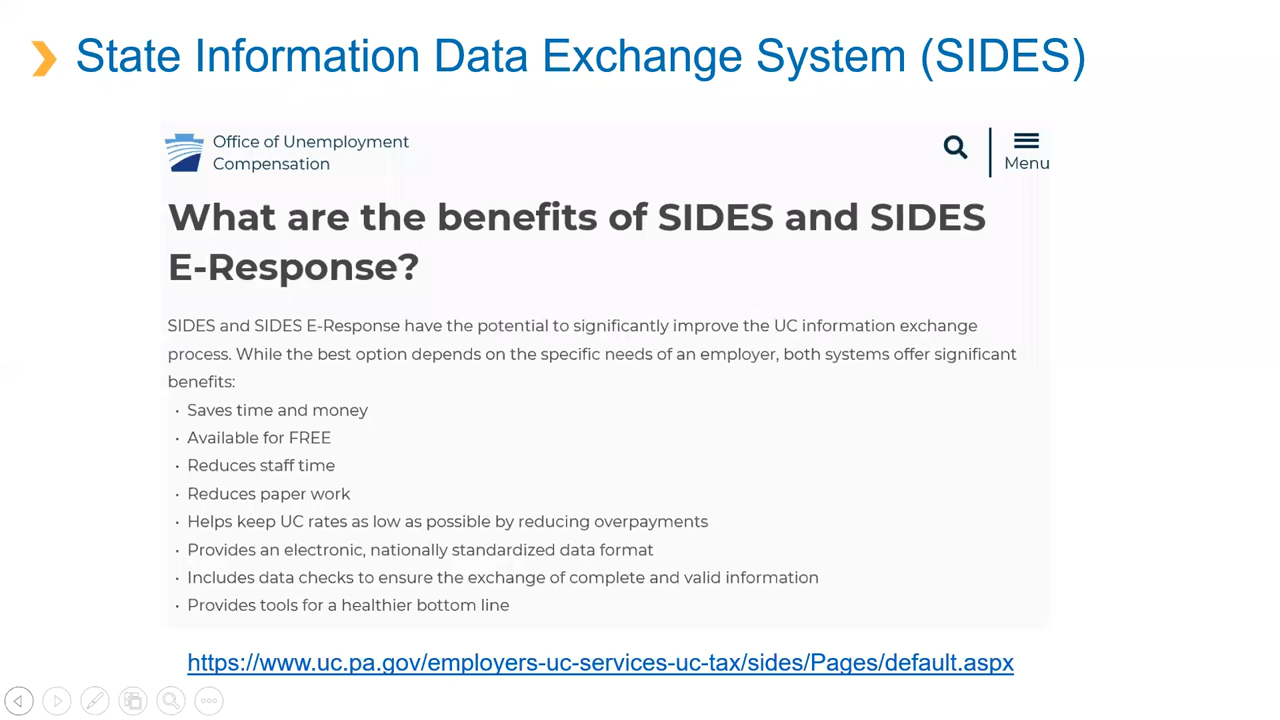 State Information Data Exchange System (SIDES)
Office of Unemployment
Compensation
Menu
What are the benefits of SIDES and SIDES
E-Response?
SIDES and SIDES E-Response have the potential to significantly improve the UC information exchange
process. While the best option depends on the specific needs of an employer, both systems offer significant
benefits:
· Saves time and money
· Available for FREE
· Reduces staff time
· Reduces paper work
· Helps keep UC rates as low as possible by reducing overpayments
· Provides an electronic, nationally standardized data format
· Includes data checks to ensure the exchange of complete and valid information
· Provides tools for a healthier bottom line
https://www.uc.pa.gov/employers-uc-services-uc-tax/sides/Pages/default.aspx